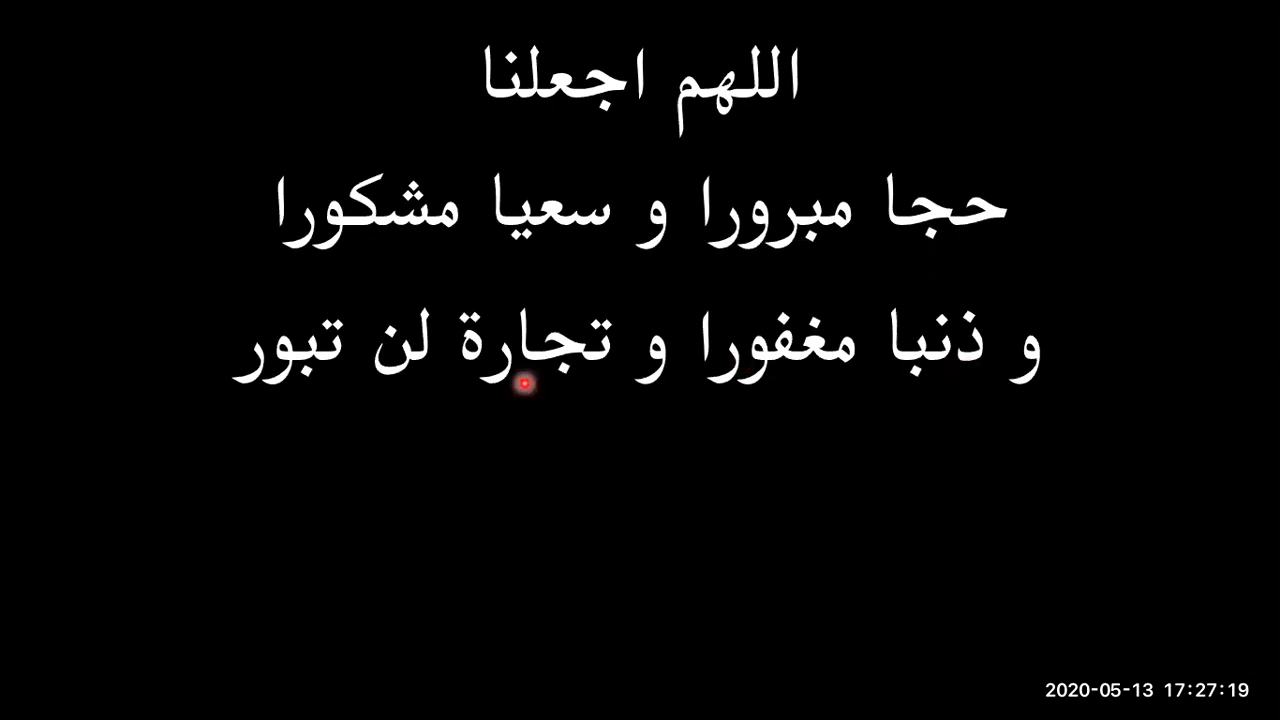 اللهم اجعلنا
حجا مبرورا و سعيا مشكورا
و ذنبا مغفورا و تجارة لن تبور
2020-05-13 17:27:19